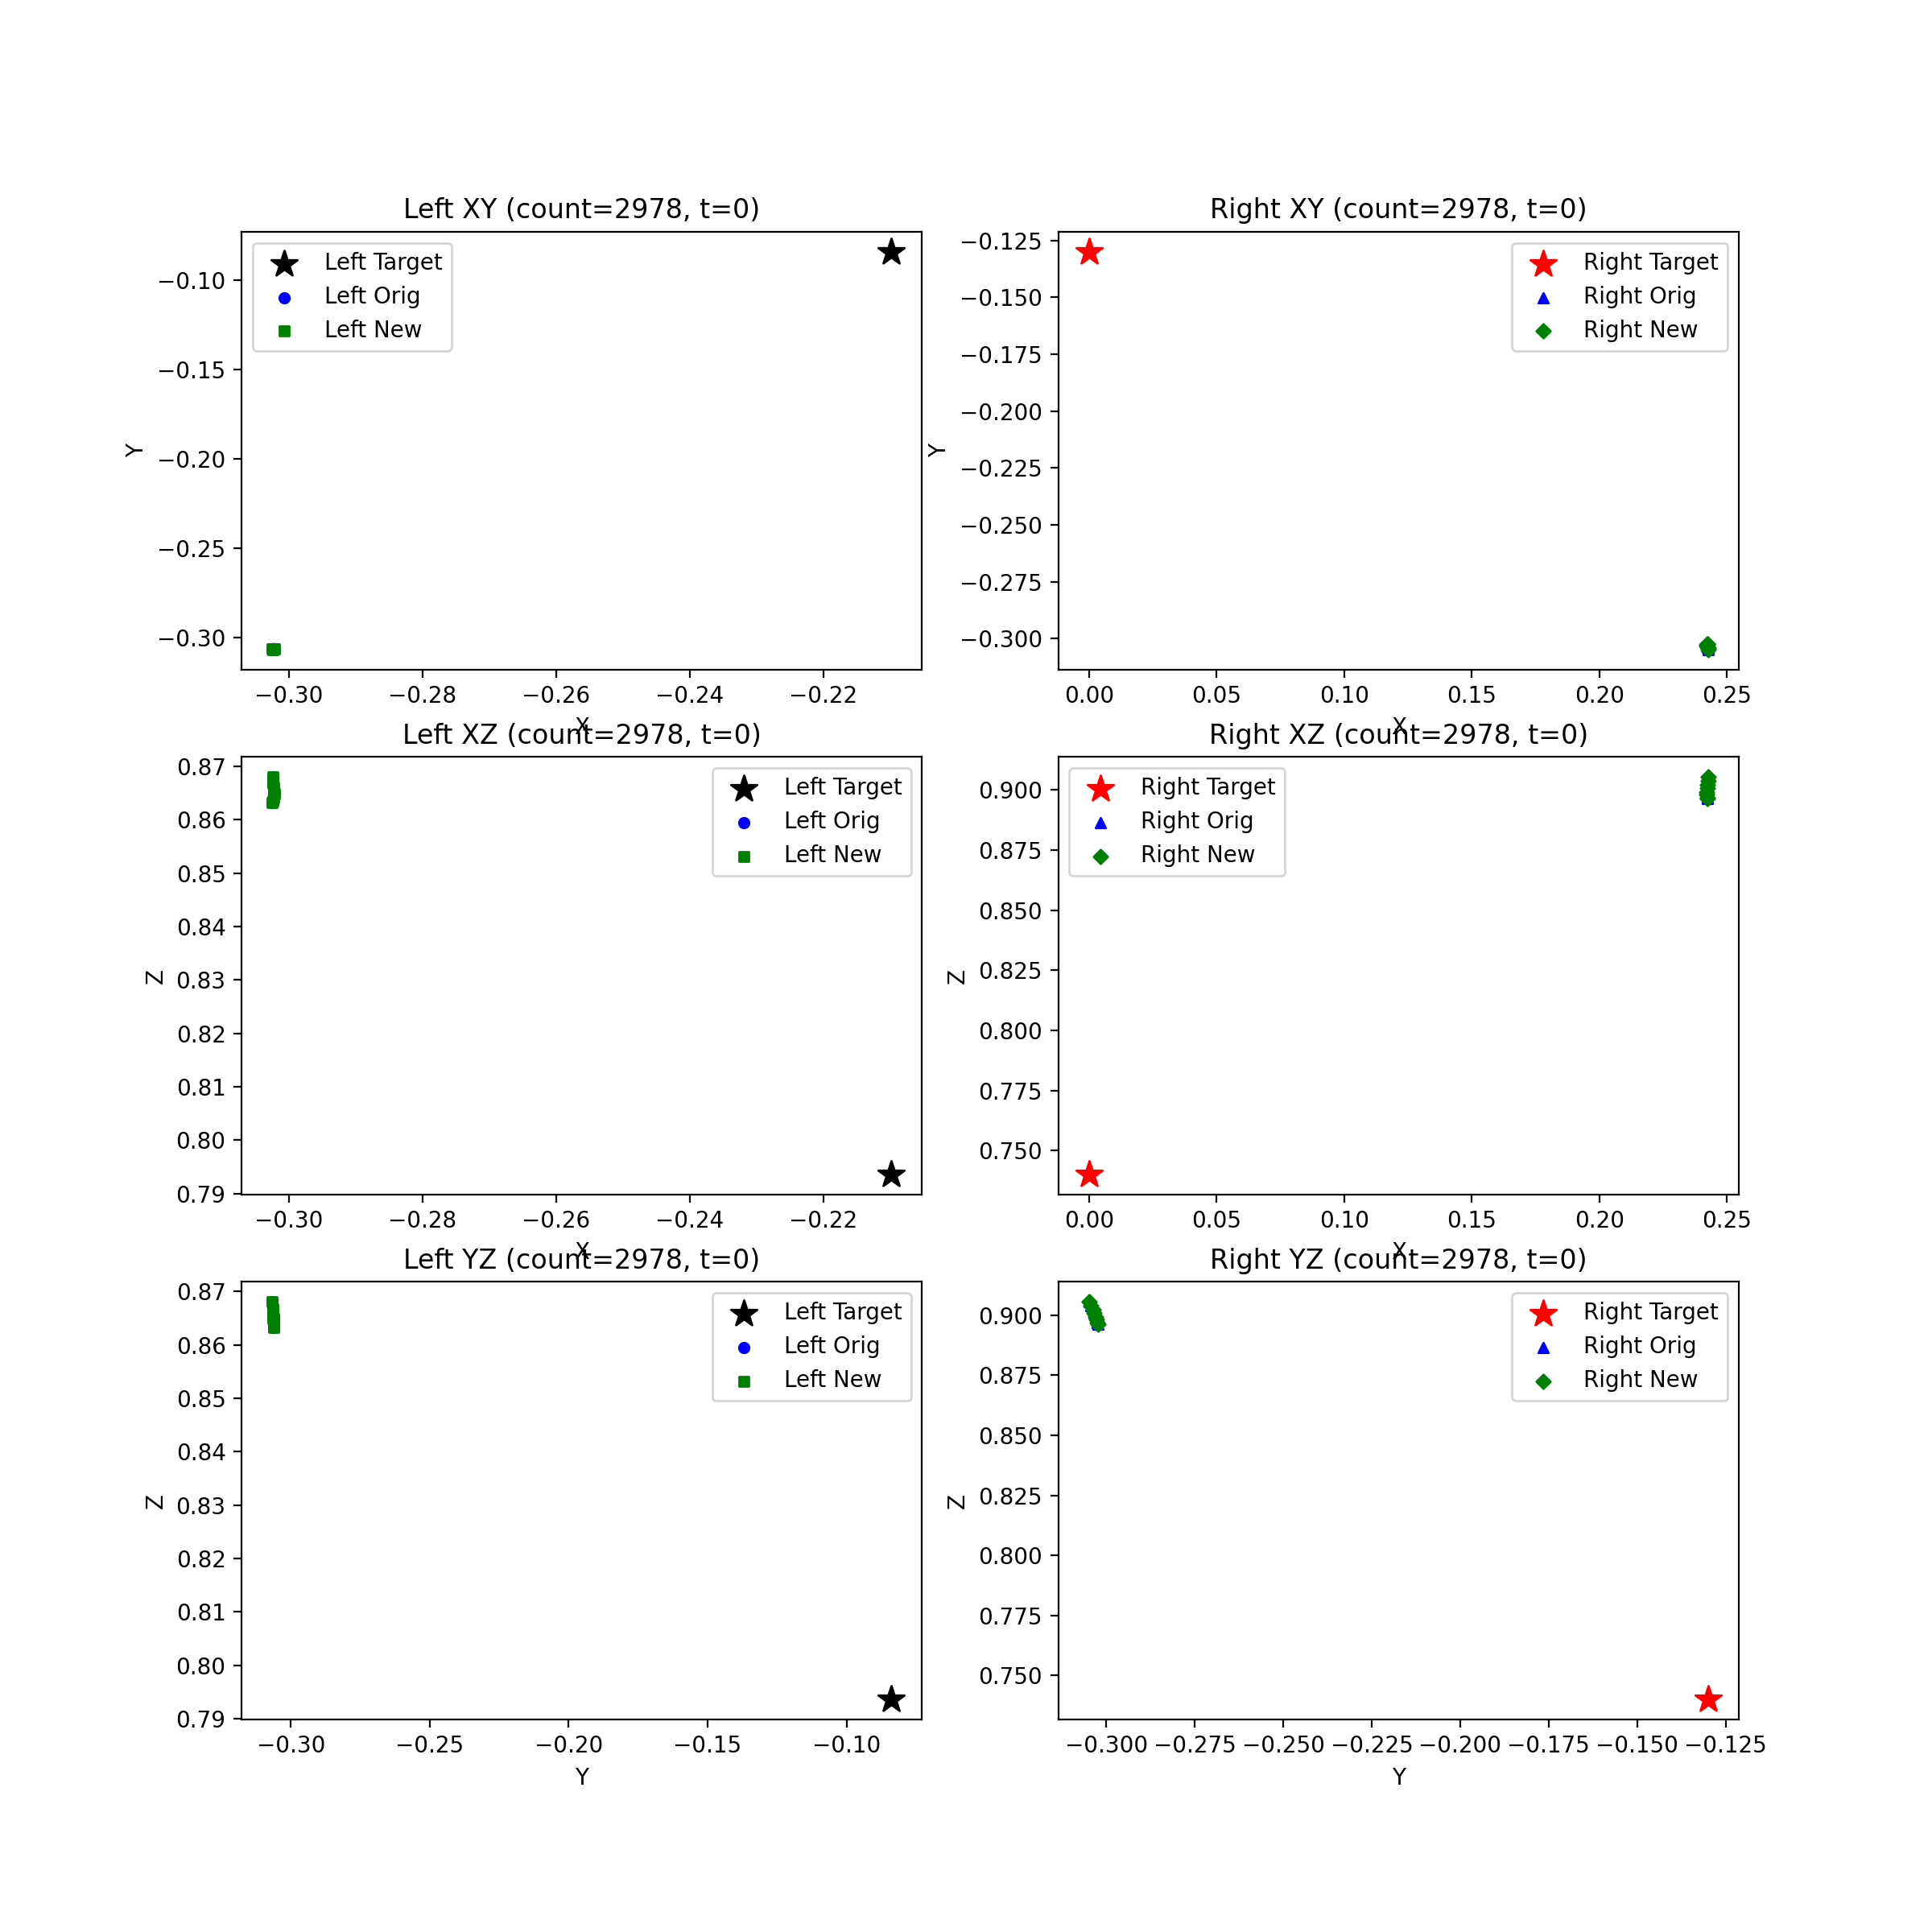 Left XY (count=2978, t=0)
Left Target
Left Orig
Left New
−0.10
−0.15
−0.20
−0.25
−0.30
Y
−0.30 −0.28 −0.26 −0.24 −0.22
X
Right XY (count=2978, t=0)
Right Target
Right Orig
Right New
−0.125
−0.150
−0.175
−0.200
−0.225
−0.250
−0.275
−0.300
Y
0.00 0.05 0.10 0.15 0.20 0.25
X
Left XZ (count=2978, t=0)
Left Target
Left Orig
Left New
0.87
0.86
0.85
0.84
0.83
0.82
0.81
0.80
0.79
Z
−0.30 −0.28 −0.26 −0.24 −0.22
X
Right XZ (count=2978, t=0)
Right Target
Right Orig
Right New
0.900
0.875
0.850
0.825
0.800
0.775
0.750
Z
0.00 0.05 0.10 0.15 0.20 0.25
X
Left YZ (count=2978, t=0)
Left Target
Left Orig
Left New
0.87
0.86
0.85
0.84
0.83
0.82
0.81
0.80
0.79
Z
−0.30 −0.25 −0.20 −0.15 −0.10
Y
Right YZ (count=2978, t=0)
Right Target
Right Orig
Right New
0.900
0.875
0.850
0.825
0.800
0.775
0.750
Z
−0.300 −0.275 −0.250 −0.225 −0.200 −0.175 −0.150 −0.125
Y